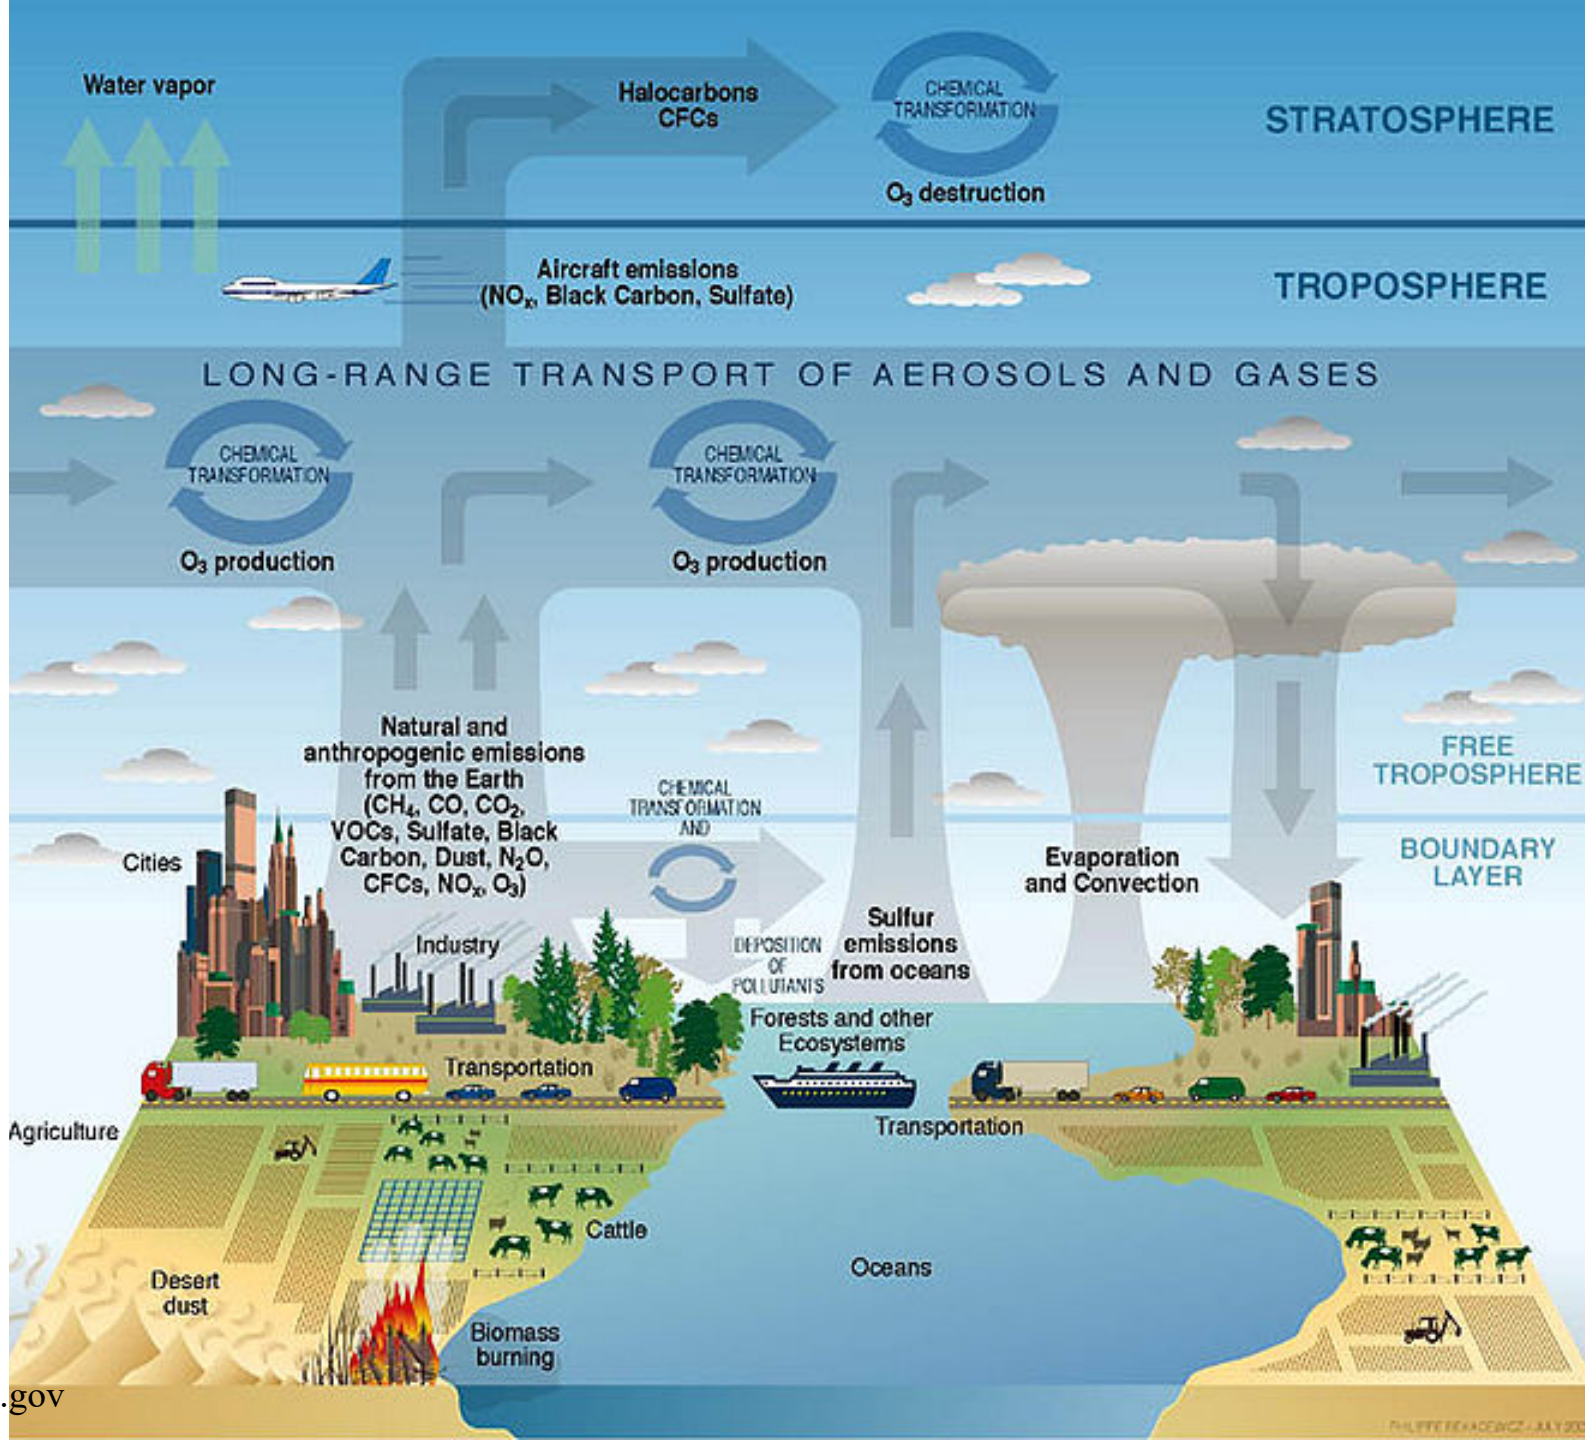 Water vapor
Halocarbons
CFCs
CHEMICAL
TRANSFORMATION
O₃ destruction
STRATOSPHERE
Aircraft emissions
(NOₓ, Black Carbon, Sulfate)
TROPOSPHERE
LONG-RANGE TRANSPORT OF AEROSOLS AND GASES
CHEMICAL
TRANSFORMATION
O₃ production
CHEMICAL
TRANSFORMATION
O₃ production
Natural and
anthropogenic emissions
from the Earth
(CH₄, CO, CO₂,
VOCs, Sulfate, Black
Carbon, Dust, N₂O,
CFCs, NOₓ, O₃)
CHEMICAL
TRANSFORMATION
AND
FREE
TROPOSPHERE
BOUNDARY
LAYER
Cities
Evaporation
and Convection
Industry
DEPOSITION
OF
POLLUTANTS
Sulfur
emissions
from oceans
Forests and other
Ecosystems
Transportation
Transportation
Agriculture
Cattle
Oceans
Desert
dust
Biomass
burning
.gov
PHILIPPE REKACEWICZ - JULY